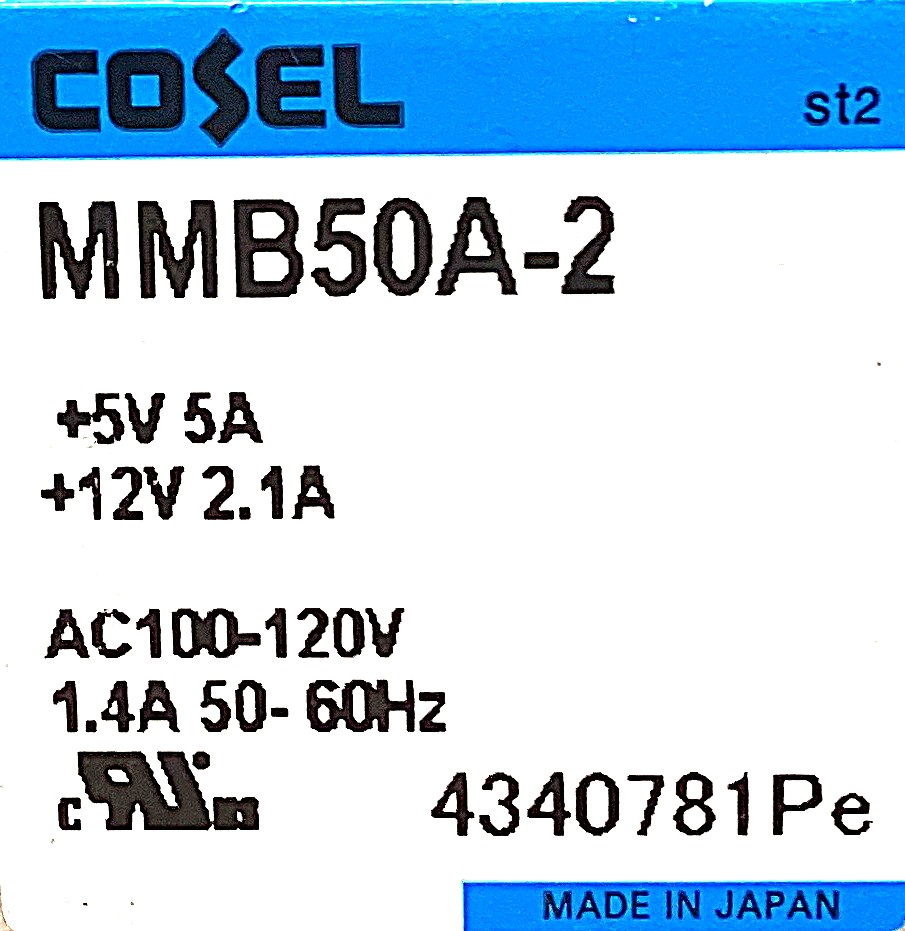 COSEL st2
MMB50A-2
+5V 5A
+12V 2.1A
AC100-120V
1.4A 50- 60Hz
4340781Pe
MADE IN JAPAN